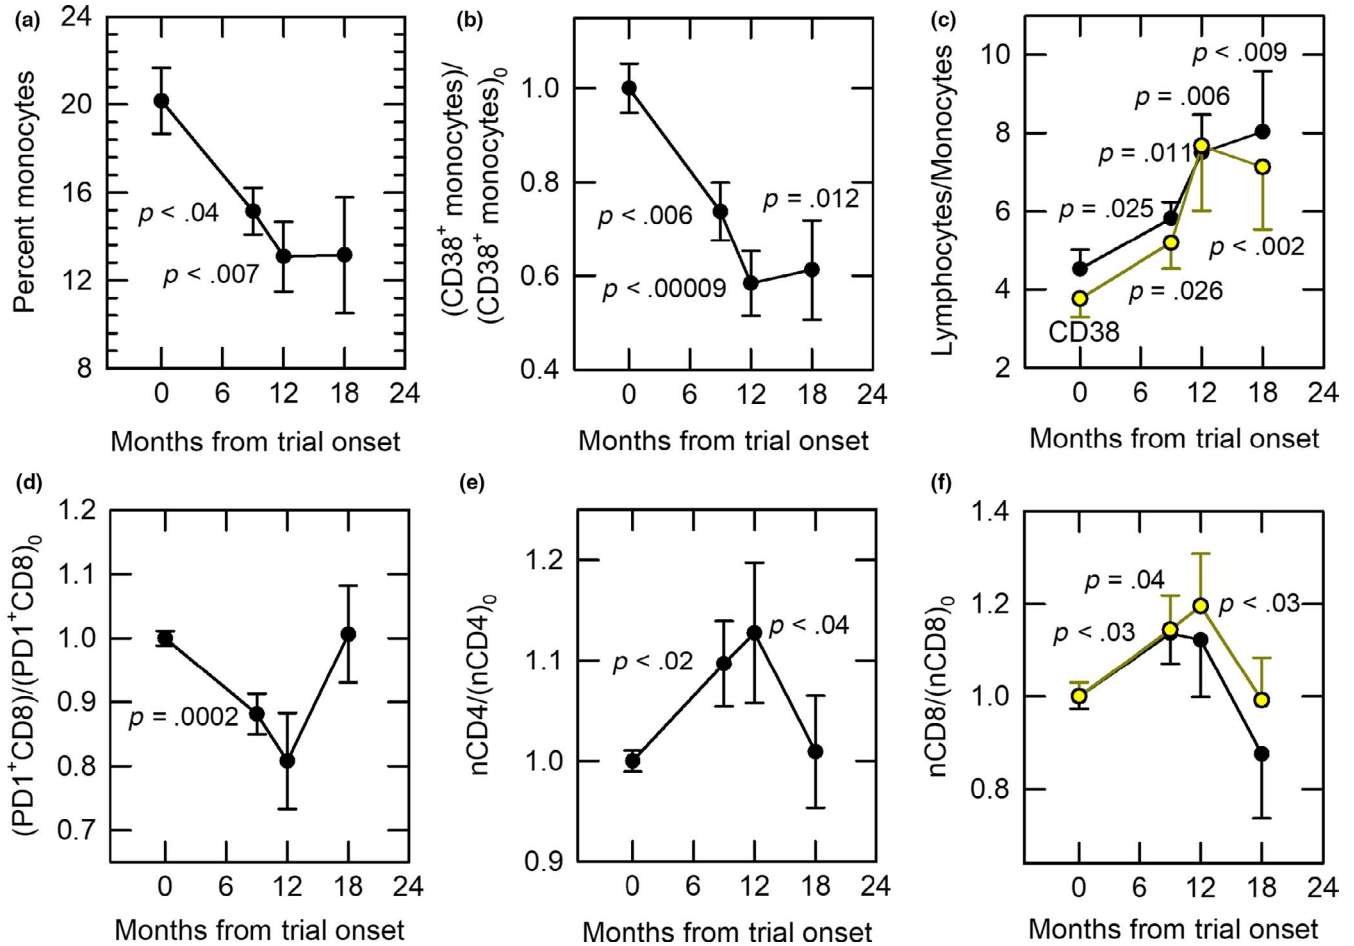 (a)
Percent monocytes
24
20
16
12
8
p < .04
p < .007
0 6 12 18 24
Months from trial onset
(b)
(CD38⁺ monocytes)/
(CD38⁺ monocytes)₀
1.0
0.8
0.6
0.4
p < .006
p = .012
p < .00009
0 6 12 18 24
Months from trial onset
(c)
Lymphocytes/Monocytes
10
8
6
4
2
p < .009
p = .006
p = .011
p = .025
p < .002
p = .026
CD38
0 6 12 18 24
Months from trial onset
(d)
(PD1⁺CD8)/(PD1⁺CD8)₀
1.2
1.1
1.0
0.9
0.8
0.7
p = .0002
0 6 12 18 24
Months from trial onset
(e)
nCD4/(nCD4)₀
1.2
1.1
1.0
0.9
p < .02
p < .04
0 6 12 18 24
Months from trial onset
(f)
nCD8/(nCD8)₀
1.4
1.2
1.0
0.8
p = .04
p < .03
p < .03
0 6 12 18 24
Months from trial onset